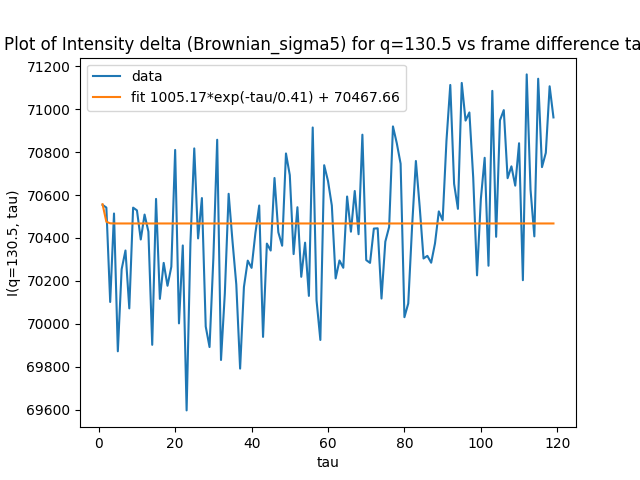 Plot of Intensity delta (Brownian_sigma5) for q=130.5 vs frame difference ta
71200
71000
70800
70600
70400
70200
70000
69800
69600
I(q=130.5, tau)
data
fit 1005.17*exp(-tau/0.41) + 70467.66
0 20 40 60 80 100 120
tau